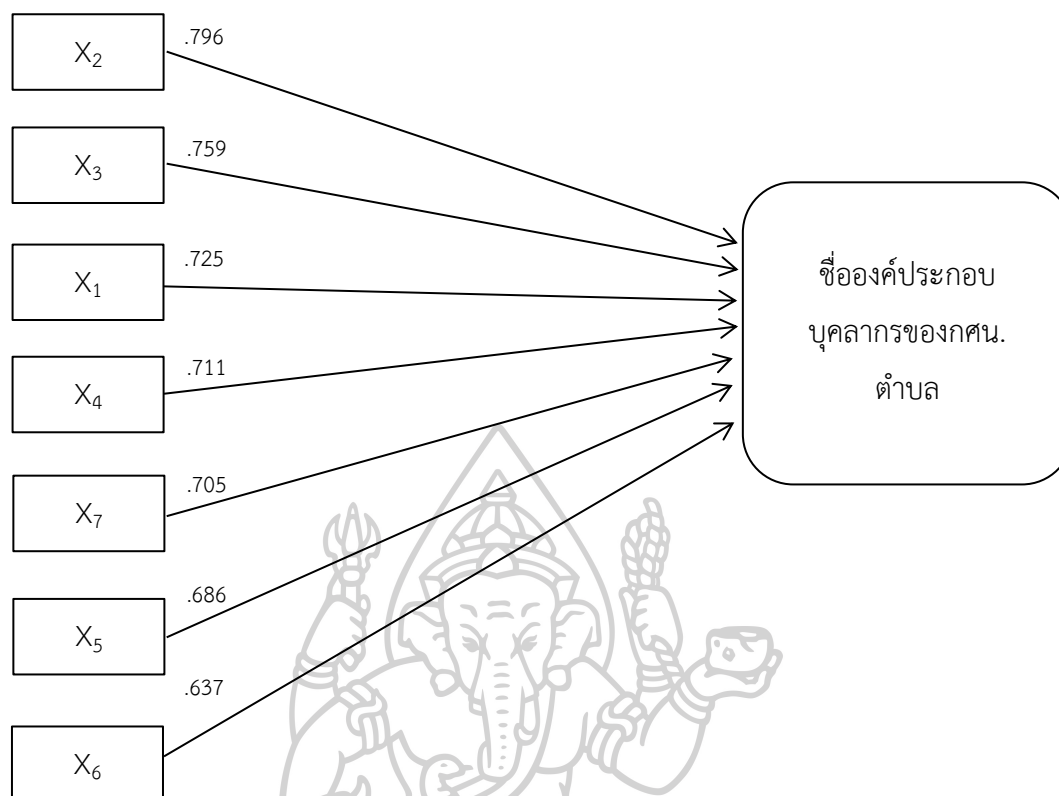 X₂
.796
X₃
.759
X₁
.725
X₄
.711
X₇
.705
X₅
.686
X₆
.637
ชื่อองค์ประกอบ
บุคลากรของกศน.
ตำบล